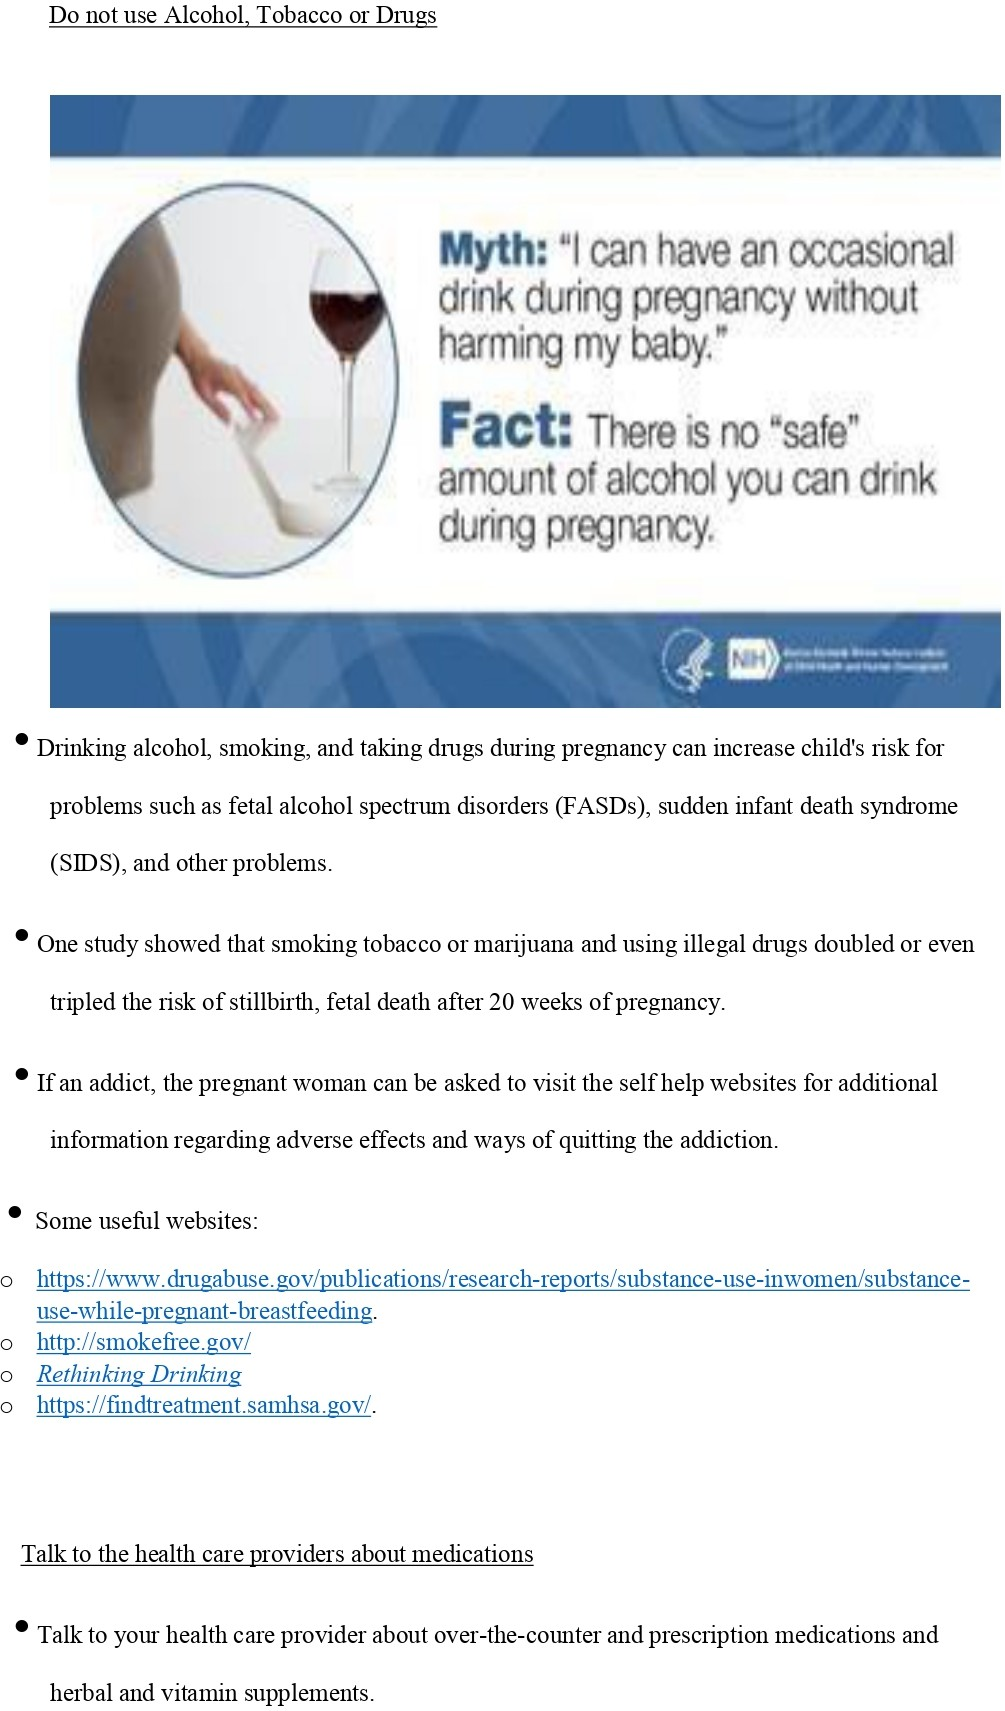 Do not use Alcohol, Tobacco or Drugs
Myth: “I can have an occasional
drink during pregnancy without
harming my baby.”
Fact: There is no “safe”
amount of alcohol you can drink
during pregnancy.
NIH
• Drinking alcohol, smoking, and taking drugs during pregnancy can increase child's risk for
problems such as fetal alcohol spectrum disorders (FASDs), sudden infant death syndrome
(SIDS), and other problems.
• One study showed that smoking tobacco or marijuana and using illegal drugs doubled or even
tripled the risk of stillbirth, fetal death after 20 weeks of pregnancy.
• If an addict, the pregnant woman can be asked to visit the self help websites for additional
information regarding adverse effects and ways of quitting the addiction.
• Some useful websites:
o https://www.drugabuse.gov/publications/research-reports/substance-use-inwomen/substance-
use-while-pregnant-breastfeeding.
o http://smokefree.gov/
o Rethinking Drinking
o https://findtreatment.samhsa.gov/.
Talk to the health care providers about medications
• Talk to your health care provider about over-the-counter and prescription medications and
herbal and vitamin supplements.